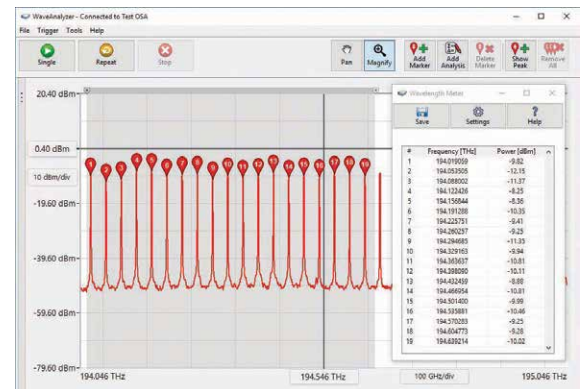 WaveAnalyzer - Connected to Test OSA
File Trigger Tools Help
Single Repeat Stop Pan Magnify Add Marker Add Analysis Delete Marker Show Peak Remove All
20.40 dBm
0.40 dBm
10 dBm/div
-19.60 dBm
-39.60 dBm
-59.60 dBm
-79.60 dBm
1 2 3 4 5 6 7 8 9 10 11 12 13 14 15 16 17 18 19
194.046 THz 194.546 THz 100 GHz/div 195.046 THz
Wavelength Meter
Save Settings Help
# Frequency [THz] Power [dBm]
1 194.019059 -9.82
2 194.053505 -12.15
3 194.088002 -11.37
4 194.122426 -8.25
5 194.156844 -8.36
6 194.191288 -10.35
7 194.225751 -9.41
8 194.260257 -9.25
9 194.294685 -11.35
10 194.329163 -9.94
11 194.363637 -10.81
12 194.398090 -10.11
13 194.432459 -8.88
14 194.466954 -10.81
15 194.501400 -9.99
16 194.535881 -10.46
17 194.570283 -9.25
18 194.604773 -9.28
19 194.639214 -10.02